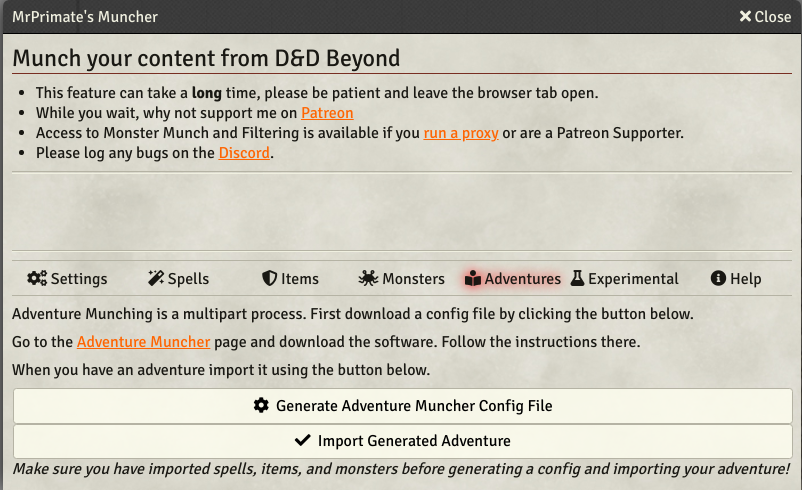 MrPrimate's Muncher
Close
Munch your content from D&D Beyond
This feature can take a long time, please be patient and leave the browser tab open.
While you wait, why not support me on Patreon
Access to Monster Munch and Filtering is available if you run a proxy or are a Patreon Supporter.
Please log any bugs on the Discord.
Settings Spells Items Monsters Adventures Experimental Help
Adventure Munching is a multipart process. First download a config file by clicking the button below.
Go to the Adventure Muncher page and download the software. Follow the instructions there.
When you have an adventure import it using the button below.
Generate Adventure Muncher Config File
Import Generated Adventure
Make sure you have imported spells, items, and monsters before generating a config and importing your adventure!